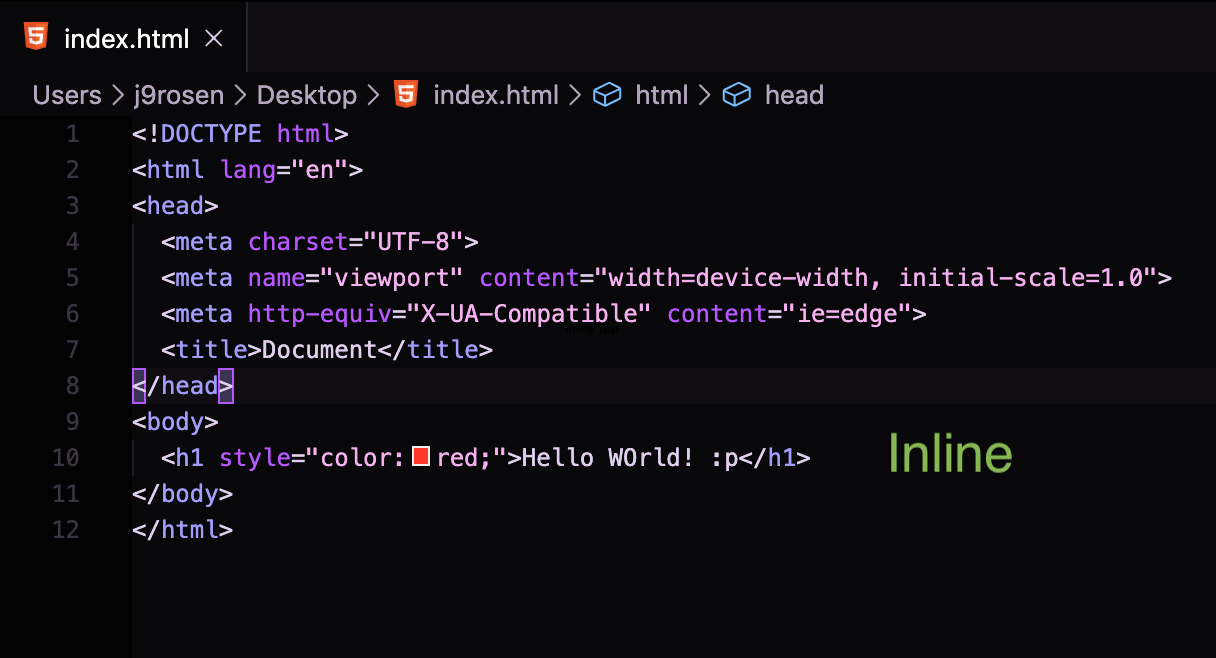 index.html ×
Users > j9rosen > Desktop > index.html > html > head
1 <!DOCTYPE html>
2 <html lang="en">
3 <head>
4 <meta charset="UTF-8">
5 <meta name="viewport" content="width=device-width, initial-scale=1.0">
6 <meta http-equiv="X-UA-Compatible" content="ie=edge">
7 <title>Document</title>
8 </head>
9 <body>
10 <h1 style="color:red;">Hello WOrld! :p</h1> Inline
11 </body>
12 </html>